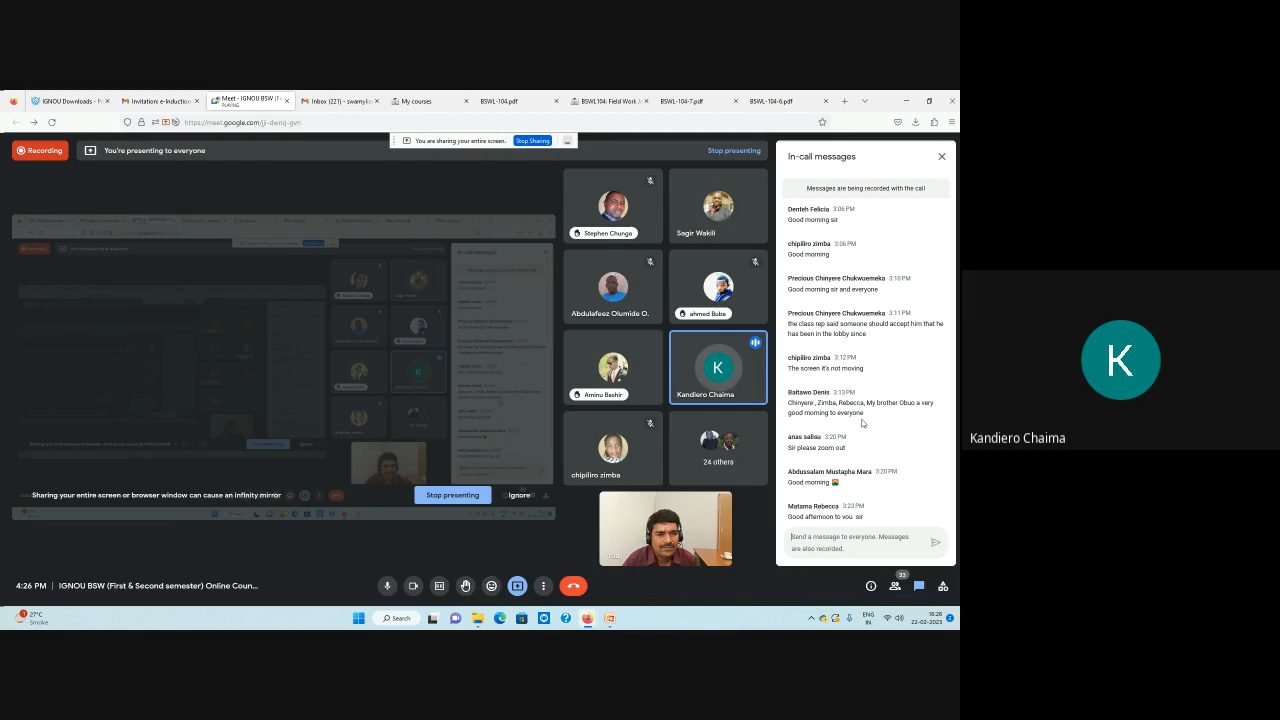 IGNOU Downloads - P
Invitation: e-Induction
Meet - IGNOU BSW (Fi
PLAYING
Inbox (221) - swamyk
My courses
BSWL-104.pdf
BSWL104: Field Work J
BSWL-104-7.pdf
BSWL-104-6.pdf
You are sharing your entire screen.
Stop Sharing
Recording
You're presenting to everyone
Stop presenting
In-call messages
Messages are being recorded with the call
Denteh Felicia 3:06 PM
Good morning sir
chipiliro zimba 3:06 PM
Good morning
Precious Chinyere Chukwuemeka 3:10 PM
Good morning sir and everyone
Precious Chinyere Chukwuemeka 3:11 PM
the class rep said someone should accept him that he
has been in the lobby since
chipiliro zimba 3:12 PM
The screen it's not moving
Baitawo Denis 3:13 PM
Chinyere , Zimba, Rebecca, My brother Obuo a very
good morning to everyone
anas salisu 3:20 PM
Sir please zoom out
Abdussalam Mustapha Mara 3:20 PM
Good morning
Matama Rebecca 3:23 PM
Good afternoon to you sir
Send a message to everyone. Messages
are also recorded.
Stephen Chunga
Sagir Wakili
Abdulafeez Olumide O.
ahmed Buba
Aminu Bashir
K
Kandiero Chaima
chipiliro zimba
24 others
You
Sharing your entire screen or browser window can cause an infinity mirror
Stop presenting
Ignore
4:26 PM | IGNOU BSW (First & Second semester) Online Coun...
33
27°C
Smoke
Search
ENG
IN
16:26
22-02-2023
K
Kandiero Chaima